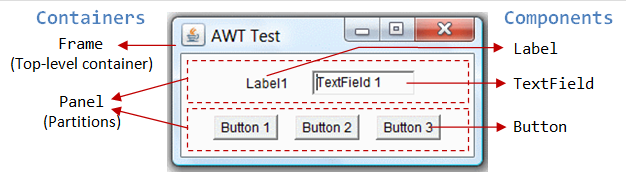 Containers
Components
Frame
(Top-level container)
AWT Test
Label
Label1
TextField 1
TextField
Panel
(Partitions)
Button 1
Button 2
Button 3
Button